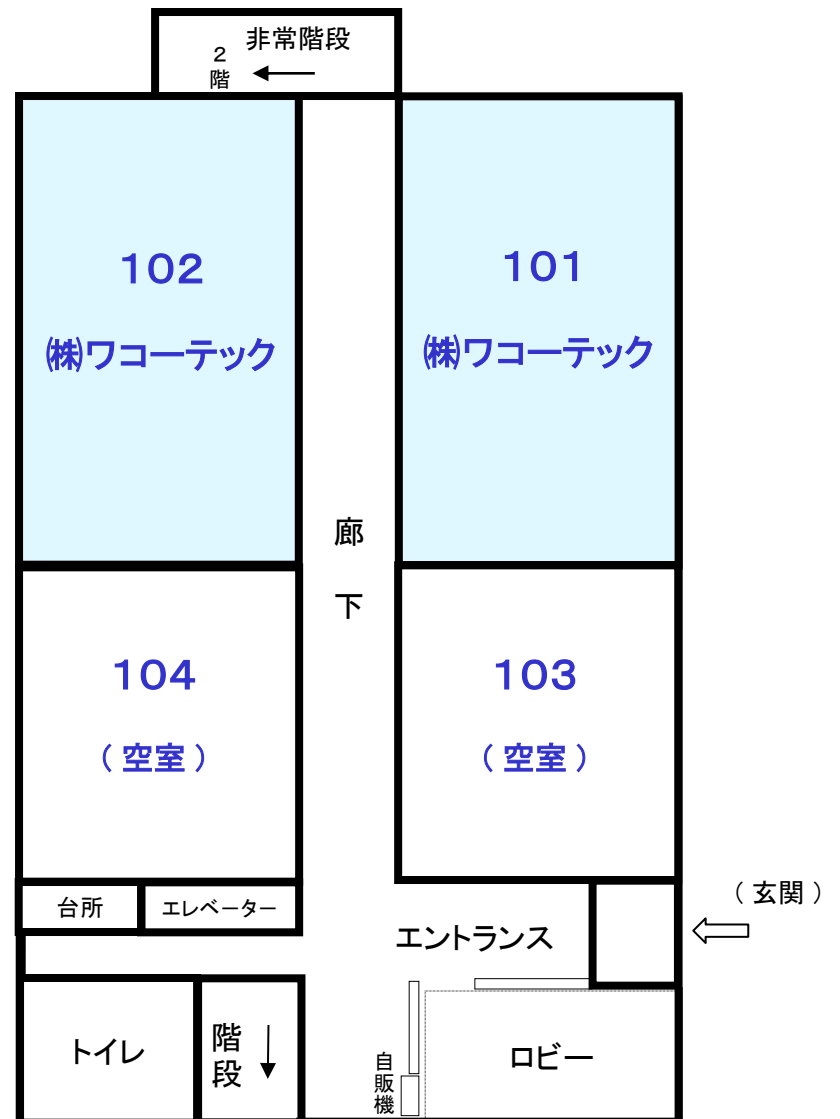 非常階段
2階
102
㈱ワコーテック
101
㈱ワコーテック
廊下
104
（ 空室 ）
103
（ 空室 ）
台所
エレベーター
（ 玄関 ）
エントランス
トイレ
階段
自販機
ロビー